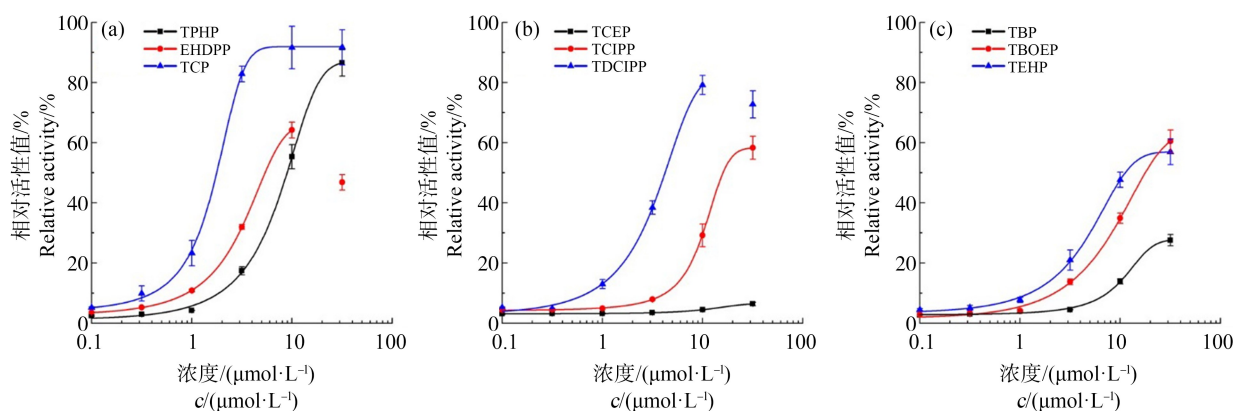 (a)
TPHP
EHDPP
TCP
相对活性值/%
Relative activity/%
100
80
60
40
20
0
0.1 1 10 100
浓度/(μmol·L⁻¹)
c/(μmol·L⁻¹)
(b)
TCEP
TCIPP
TDCIPP
相对活性值/%
Relative activity/%
100
80
60
40
20
0
0.1 1 10 100
浓度/(μmol·L⁻¹)
c/(μmol·L⁻¹)
(c)
TBP
TBOEP
TEHP
相对活性值/%
Relative activity/%
100
80
60
40
20
0
0.1 1 10 100
浓度/(μmol·L⁻¹)
c/(μmol·L⁻¹)